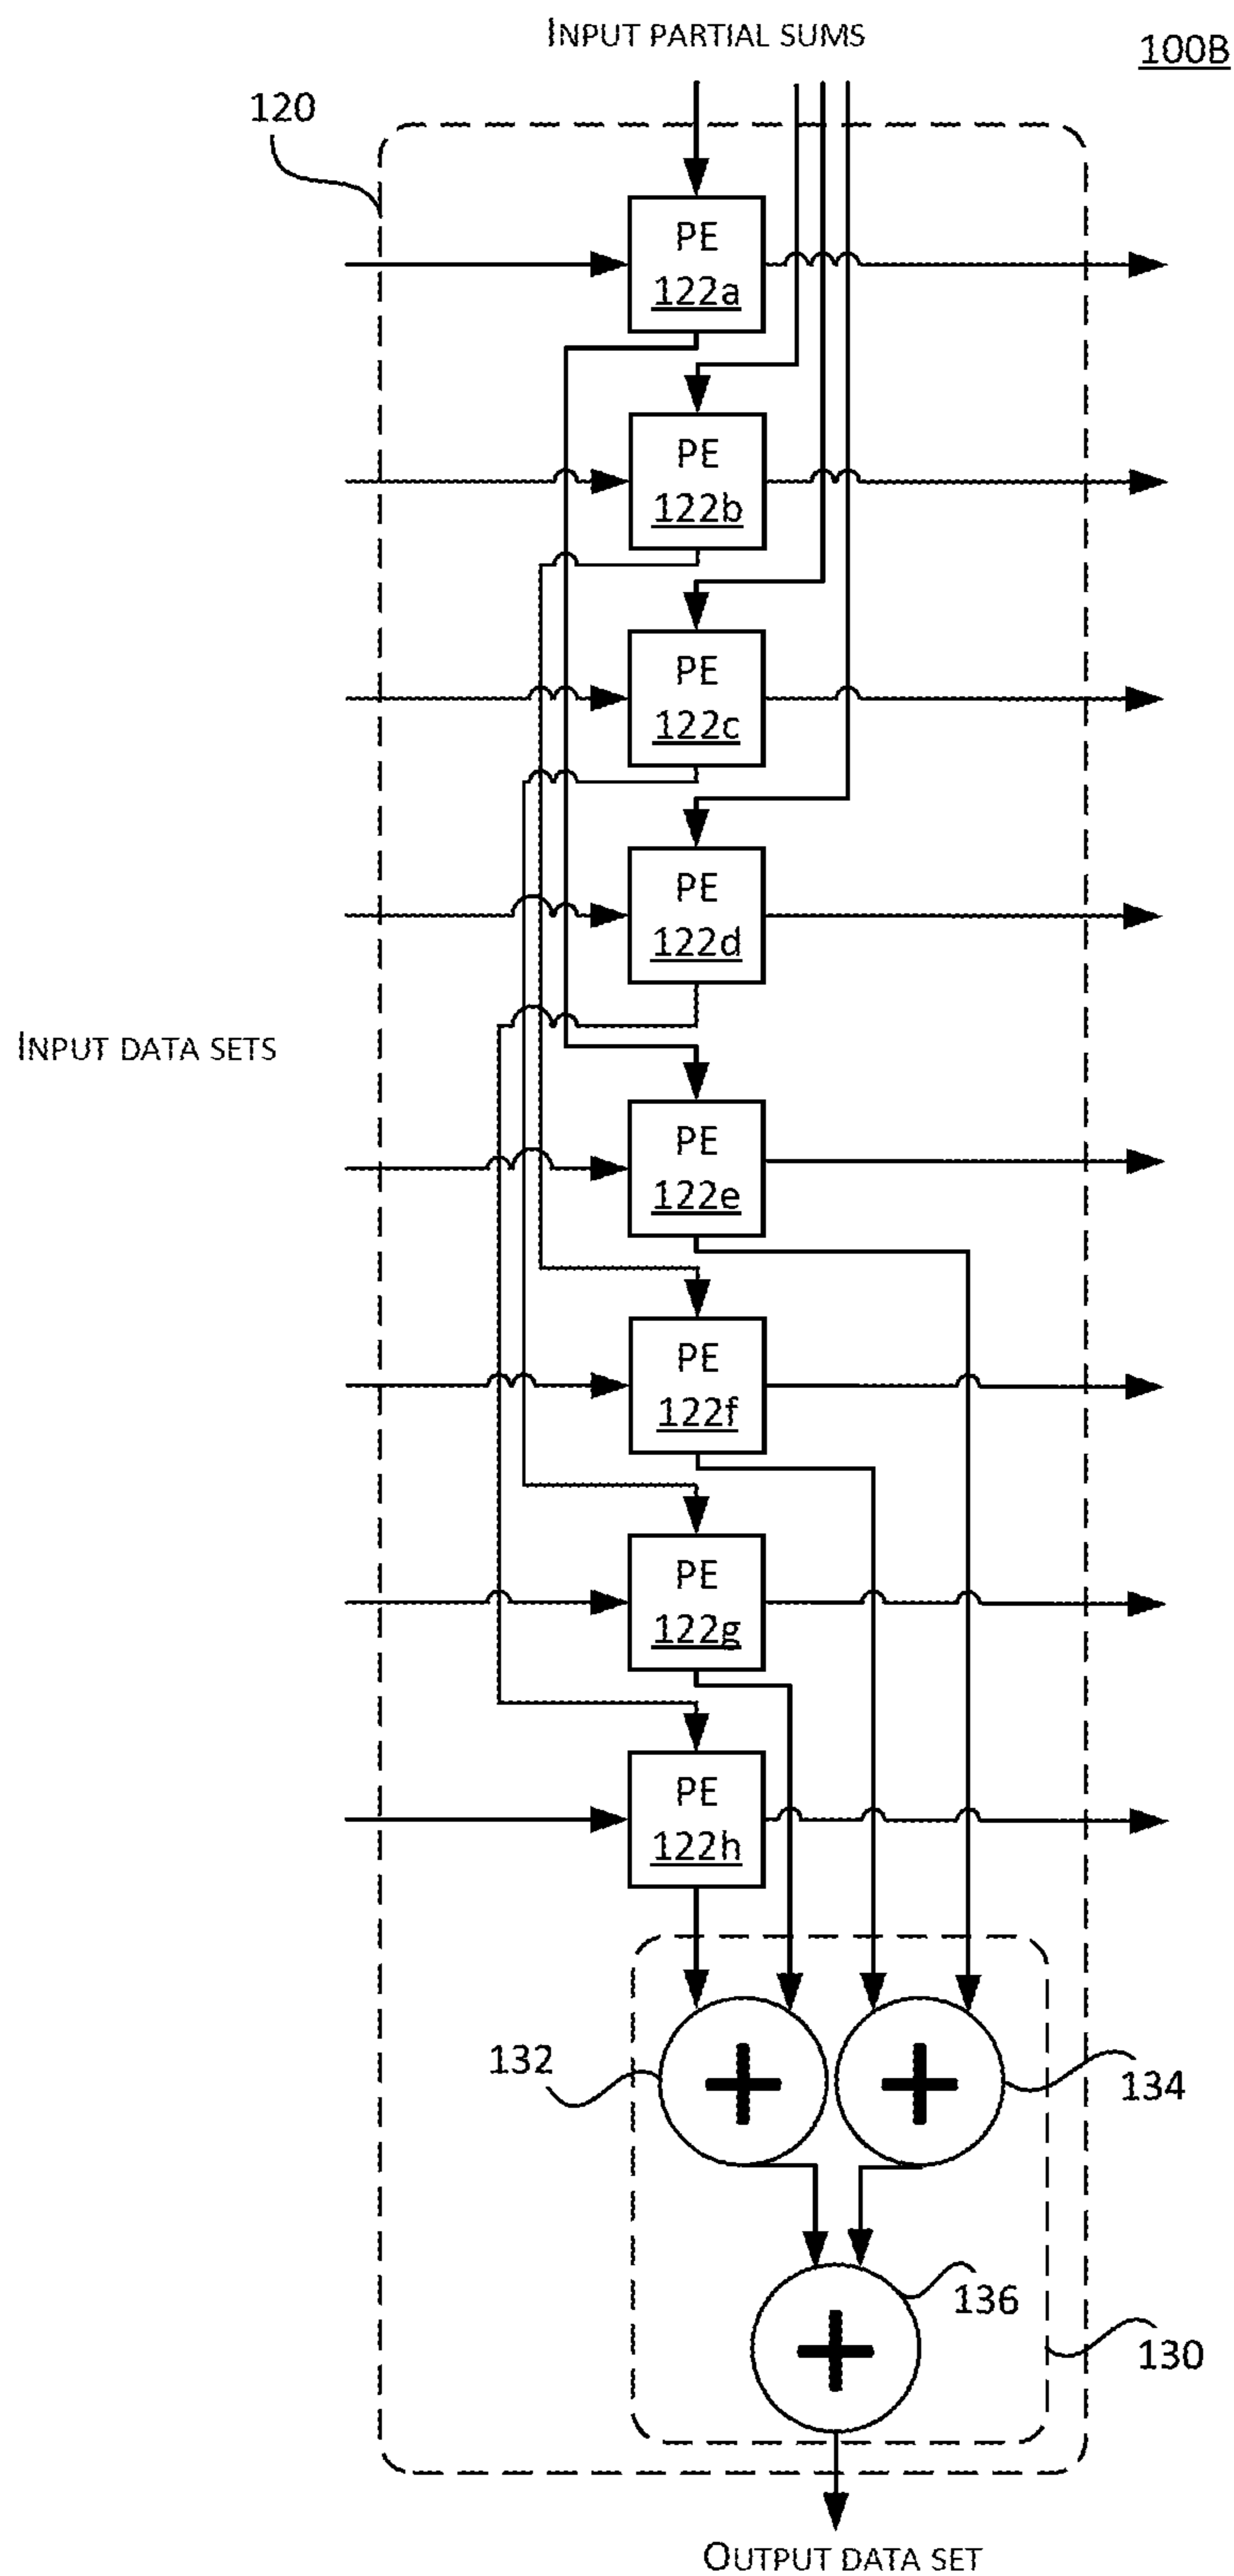 INPUT PARTIAL SUMS
100B
120
PE
122a
PE
122b
PE
122c
PE
122d
INPUT DATA SETS
PE
122e
PE
122f
PE
122g
PE
122h
132
134
136
130
OUTPUT DATA SET